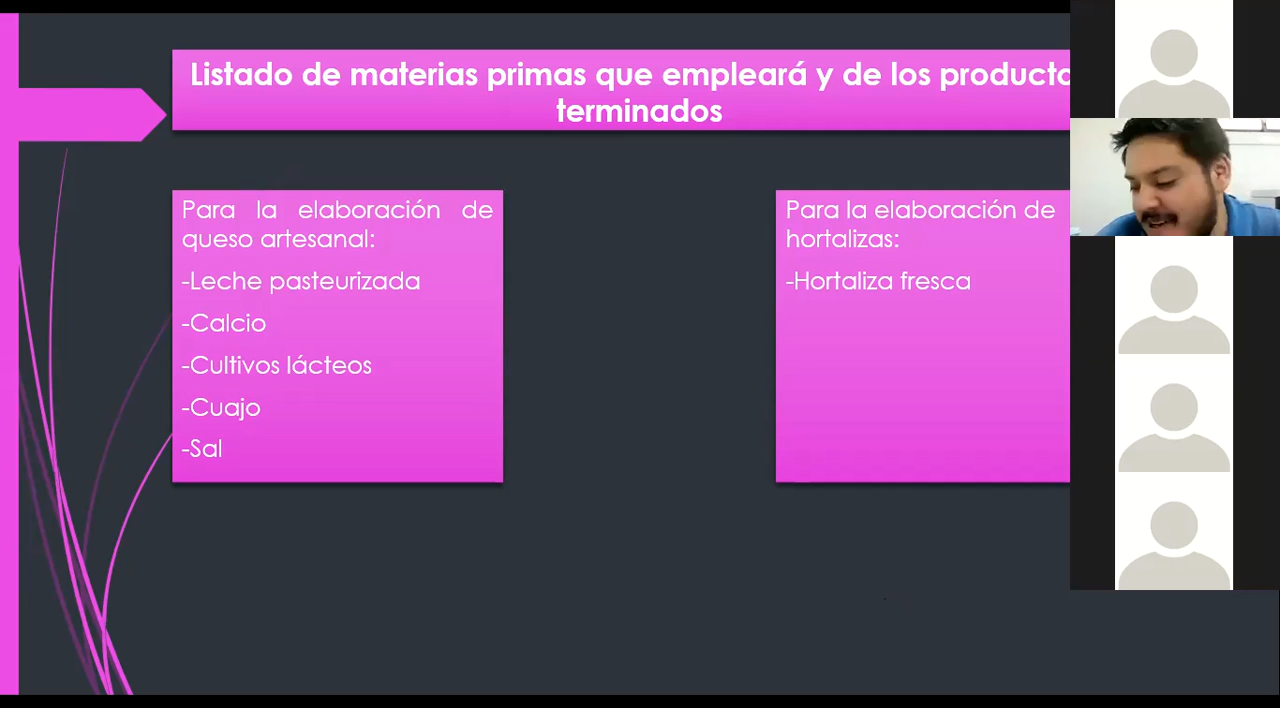 Listado de materias primas que empleará y de los producto
terminados
Para la elaboración de
queso artesanal:
-Leche pasteurizada
-Calcio
-Cultivos lácteos
-Cuajo
-Sal
Para la elaboración de
hortalizas:
-Hortaliza fresca